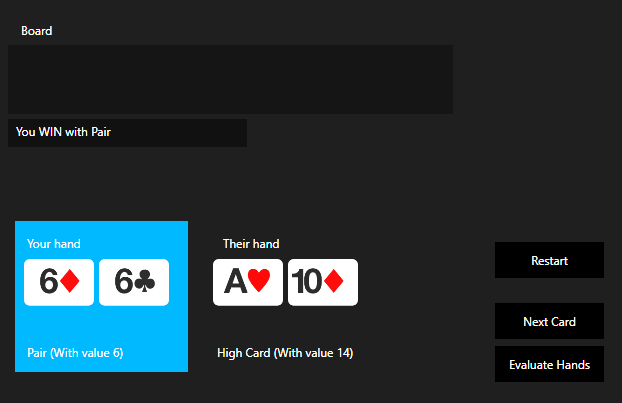 Board
You WIN with Pair
Your hand
Their hand
6♦ 6♣
A♥ 10♦
Restart
Next Card
Pair (With value 6)
High Card (With value 14)
Evaluate Hands